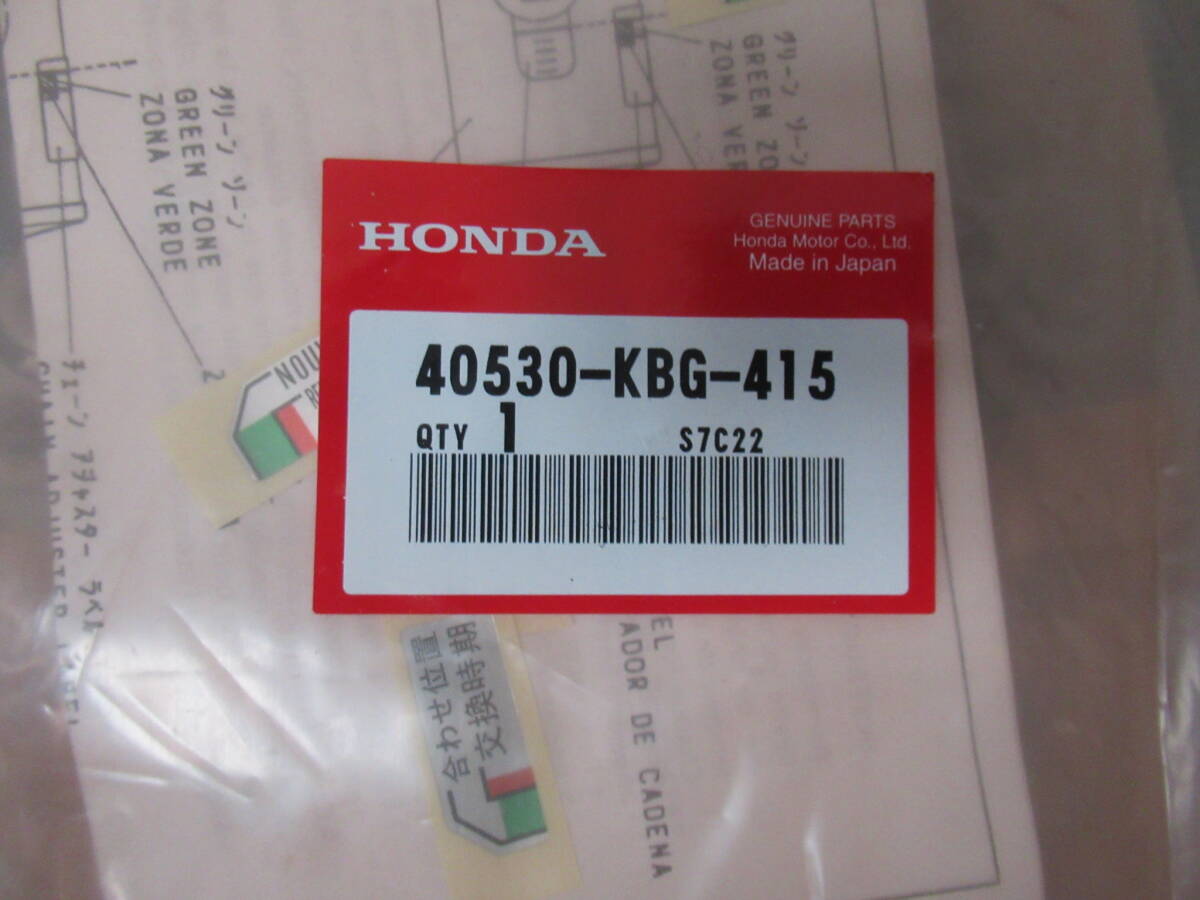 グリーン ゾーン
GREEN ZONE
ZONA VERDE
グリーン ゾーン
GREEN
ZONA
HONDA
GENUINE PARTS
Honda Motor Co., Ltd.
Made in Japan
40530-KBG-415
QTY 1 S7C22
2
チェーン アジャスター ラベル
合わせ位置
交換時期
DE CADENA